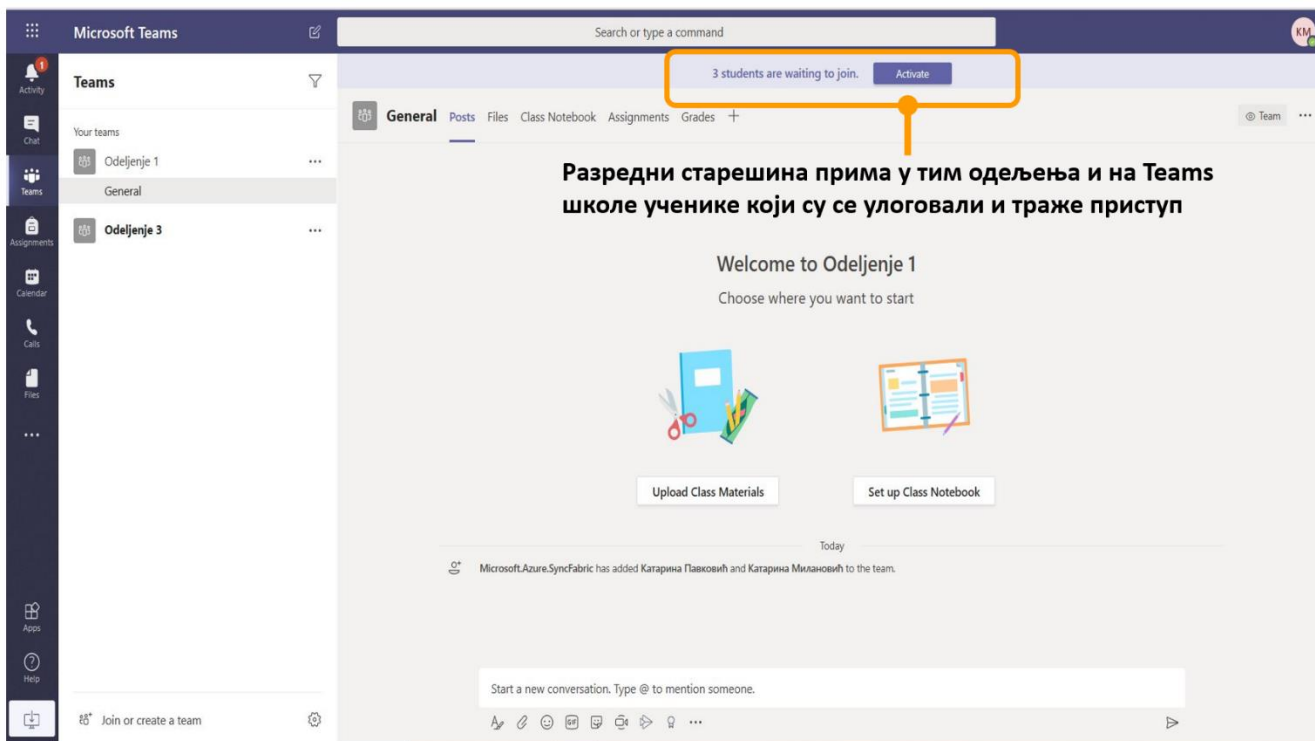 Microsoft Teams
Search or type a command
KM
1
Activity
Chat
Teams
Assignments
Calendar
Calls
Files
Apps
Help
Teams
Your teams
Odeljenje 1
General
Odeljenje 3
Join or create a team
3 students are waiting to join. Activate
General Posts Files Class Notebook Assignments Grades
Team
Разредни старешина прима у тим одељења и на Teams
школе ученике који су се улоговали и траже приступ
Welcome to Odeljenje 1
Choose where you want to start
Upload Class Materials
Set up Class Notebook
Today
Microsoft.Azure.SyncFabric has added Катарина Павковић and Катарина Милановић to the team.
Start a new conversation. Type @ to mention someone.
GIF